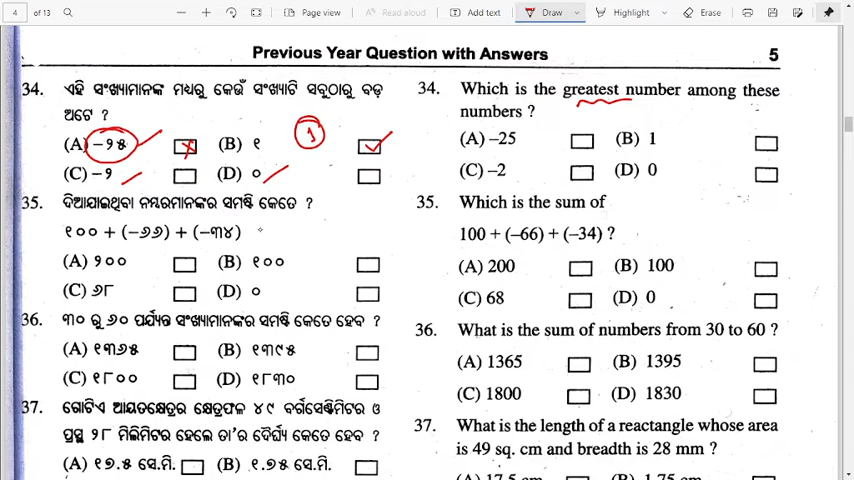 4 of 13 Page view Read aloud Add text Draw Highlight Erase
Previous Year Question with Answers 5
34. ଏହି ସଂଖ୍ୟାମାନଙ୍କ ମଧ୍ୟରୁ କେଉଁ ସଂଖ୍ୟାଟି ସବୁଠାରୁ ବଡ଼
ଅଟେ ?
(A) –୨୫ (B) ୧ 1
(C) –୨ (D) ୦
35. ଦିଆଯାଇଥିବା ନମ୍ବରମାନଙ୍କର ସମଷ୍ଟି କେତେ ?
୧୦୦ + (–୬୬) + (–୩୪)
(A) ୨୦୦ (B) ୧୦୦
(C) ୬୮ (D) ୦
36. ୩୦ ରୁ ୬୦ ପର୍ଯ୍ୟନ୍ତ ସଂଖ୍ୟାମାନଙ୍କର ସମଷ୍ଟି କେତେ ହେବ ?
(A) ୧୩୬୫ (B) ୧୩୯୫
(C) ୧୮୦୦ (D) ୧୮୩୦
37. ଗୋଟିଏ ଆୟତକ୍ଷେତ୍ରର କ୍ଷେତ୍ରଫଳ ୪୯ ବର୍ଗସେଣ୍ଟିମିଟର ଓ
ପ୍ରସ୍ଥ ୨୮ ମିଲିମିଟର ହେଲେ ତା'ର ଦୈର୍ଘ୍ୟ କେତେ ହେବ ?
(A) ୧୭.୫ ସେ.ମି. (B) ୧.୭୫ ସେ.ମି.
34. Which is the greatest number among these
numbers ?
(A) –25 (B) 1
(C) –2 (D) 0
35. Which is the sum of
100 + (–66) + (–34) ?
(A) 200 (B) 100
(C) 68 (D) 0
36. What is the sum of numbers from 30 to 60 ?
(A) 1365 (B) 1395
(C) 1800 (D) 1830
37. What is the length of a reactangle whose area
is 49 sq. cm and breadth is 28 mm ?
(A) 17.5 cm (B) 1.75 cm